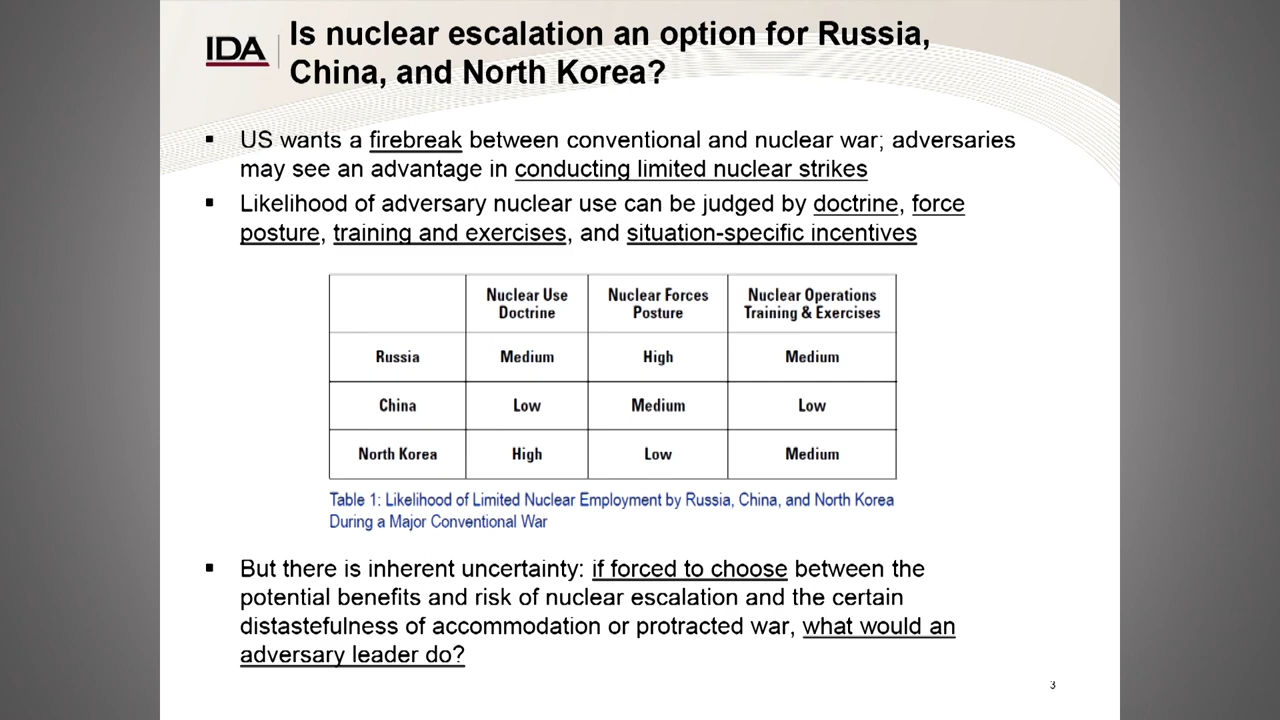 IDA
Is nuclear escalation an option for Russia,
China, and North Korea?
▪ US wants a firebreak between conventional and nuclear war; adversaries
may see an advantage in conducting limited nuclear strikes
▪ Likelihood of adversary nuclear use can be judged by doctrine, force
posture, training and exercises, and situation-specific incentives
Nuclear Use Doctrine | Nuclear Forces Posture | Nuclear Operations Training & Exercises
Russia | Medium | High | Medium
China | Low | Medium | Low
North Korea | High | Low | Medium
Table 1: Likelihood of Limited Nuclear Employment by Russia, China, and North Korea
During a Major Conventional War
▪ But there is inherent uncertainty: if forced to choose between the
potential benefits and risk of nuclear escalation and the certain
distastefulness of accommodation or protracted war, what would an
adversary leader do?
3